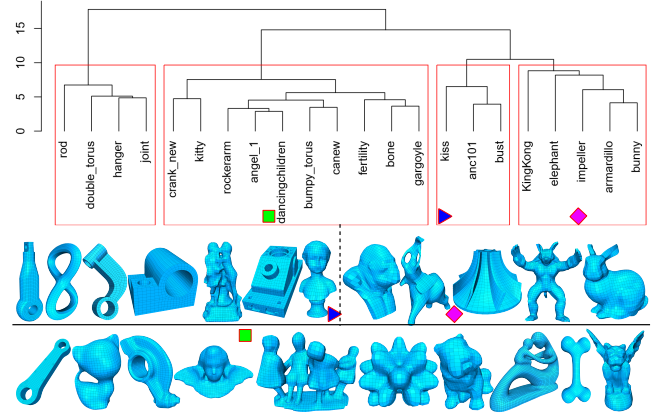 15
10
5
0
rod
double_torus
hanger
joint
crank_new
kitty
rockerarm
angel_1
dancingchildren
bumpy_torus
canew
fertility
bone
gargoyle
kiss
anc101
bust
KingKong
elephant
impeller
armardillo
bunny